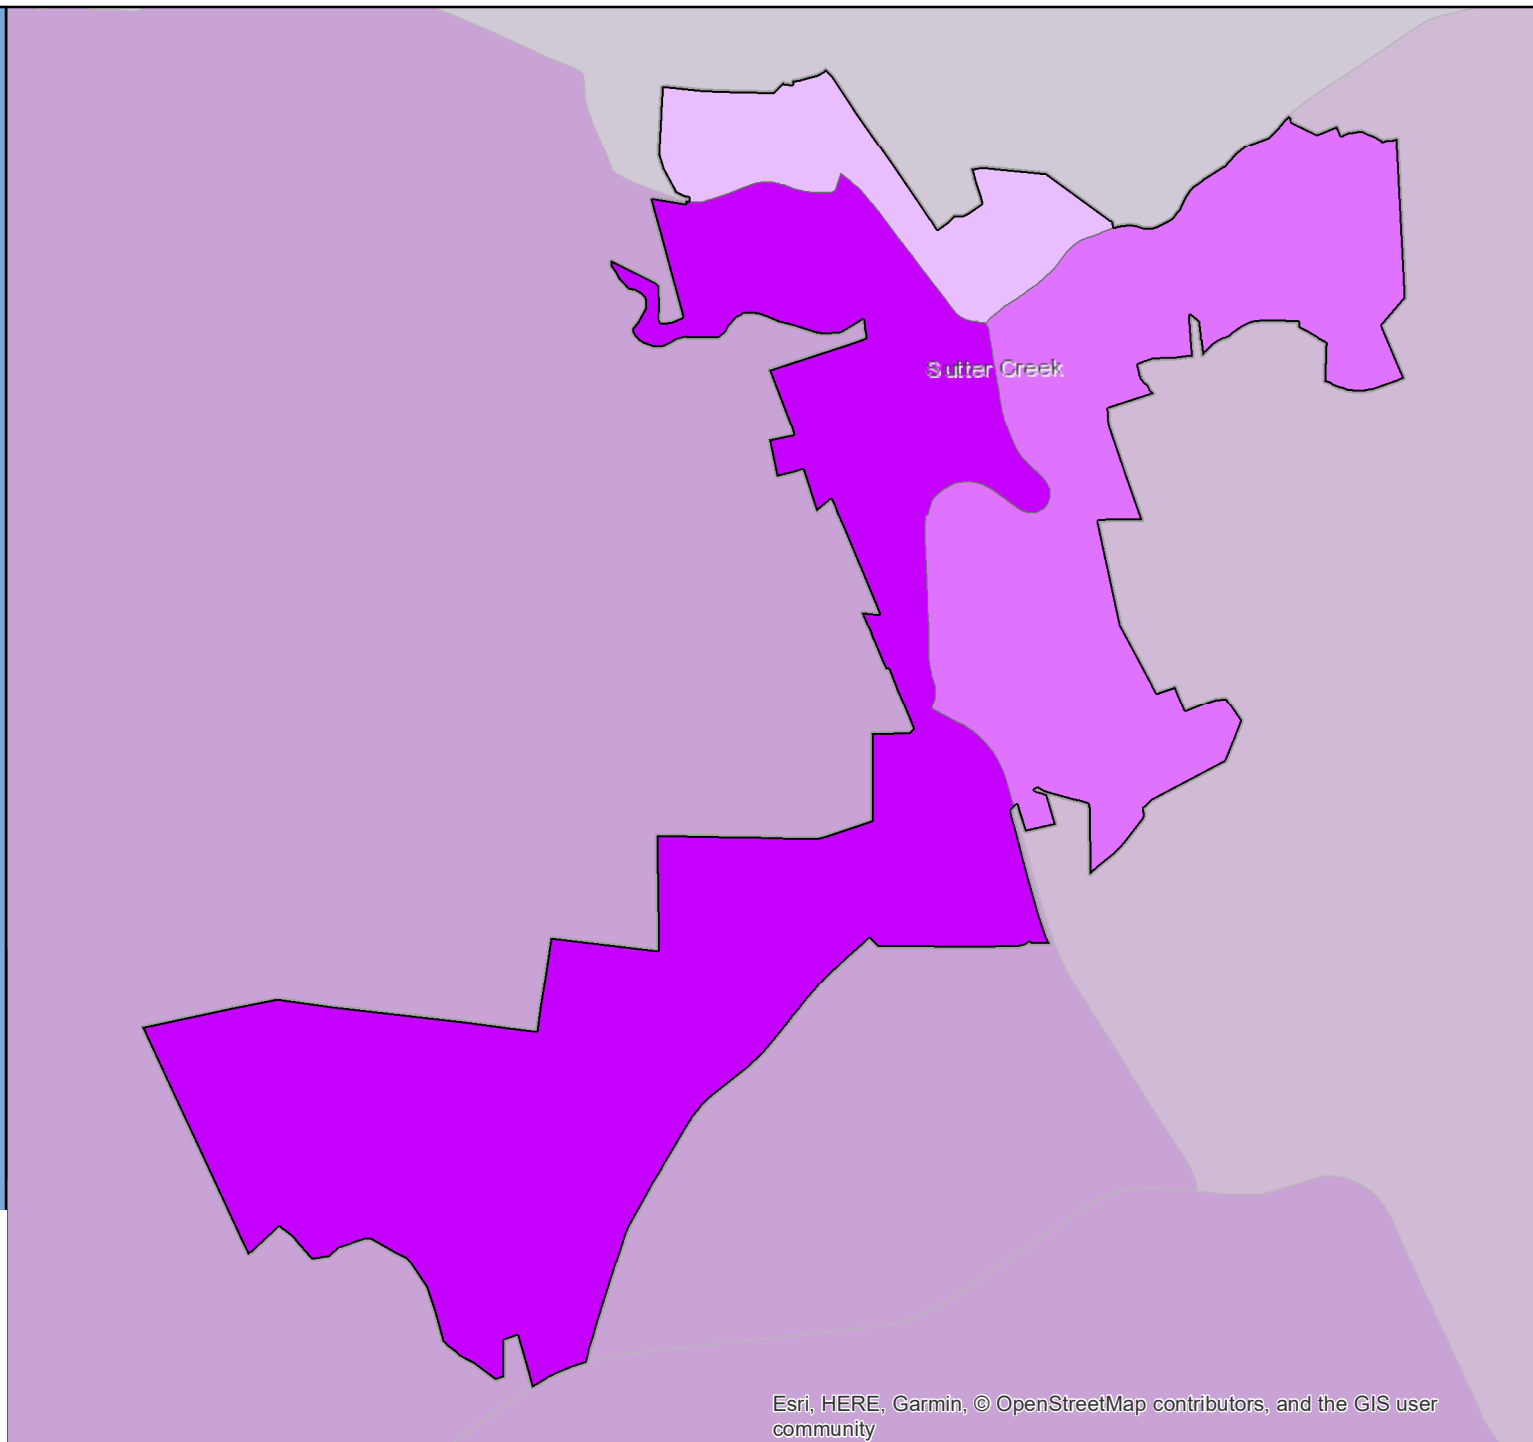 Sutter Creek
Esri, HERE, Garmin, © OpenStreetMap contributors, and the GIS user
community